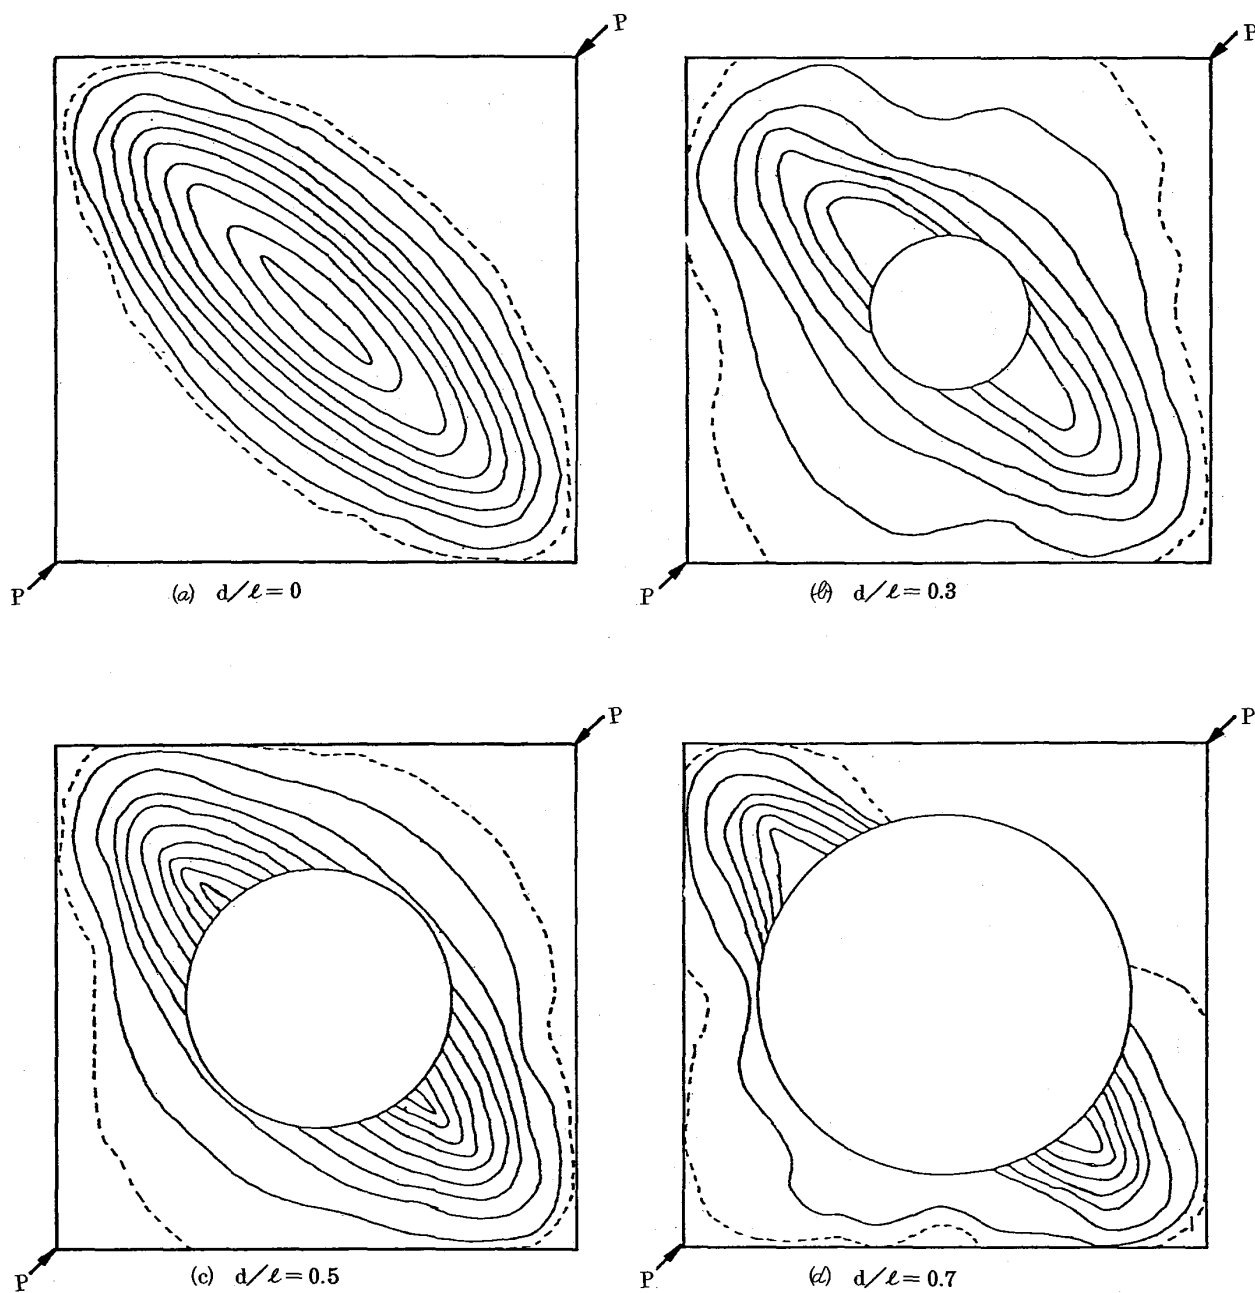 P
P
P
(a) d/ℓ = 0
P
(b) d/ℓ = 0.3
P
P
P
(c) d/ℓ = 0.5
P
(d) d/ℓ = 0.7